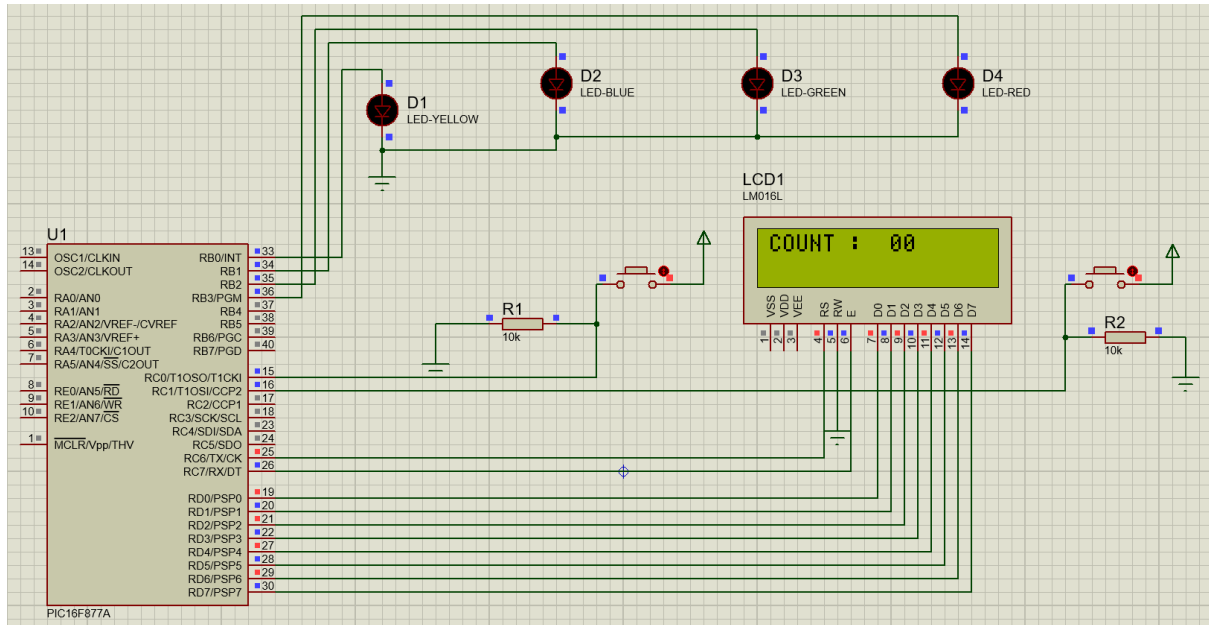 D1
LED-YELLOW
D2
LED-BLUE
D3
LED-GREEN
D4
LED-RED
LCD1
LM016L
COUNT :  00
VSS
VDD
VEE
RS
RW
E
D0
D1
D2
D3
D4
D5
D6
D7
1
2
3
4
5
6
7
8
9
10
11
12
13
14
R1
10k
R2
10k
U1
13 OSC1/CLKIN
14 OSC2/CLKOUT
2 RA0/AN0
3 RA1/AN1
4 RA2/AN2/VREF-/CVREF
5 RA3/AN3/VREF+
6 RA4/T0CKI/C1OUT
7 RA5/AN4/SS/C2OUT
8 RE0/AN5/RD
9 RE1/AN6/WR
10 RE2/AN7/CS
1 MCLR/Vpp/THV
RB0/INT 33
RB1 34
RB2 35
RB3/PGM 36
RB4 37
RB5 38
RB6/PGC 39
RB7/PGD 40
RC0/T1OSO/T1CKI 15
RC1/T1OSI/CCP2 16
RC2/CCP1 17
RC3/SCK/SCL 18
RC4/SDI/SDA 23
RC5/SDO 24
RC6/TX/CK 25
RC7/RX/DT 26
RD0/PSP0 19
RD1/PSP1 20
RD2/PSP2 21
RD3/PSP3 22
RD4/PSP4 27
RD5/PSP5 28
RD6/PSP6 29
RD7/PSP7 30
PIC16F877A